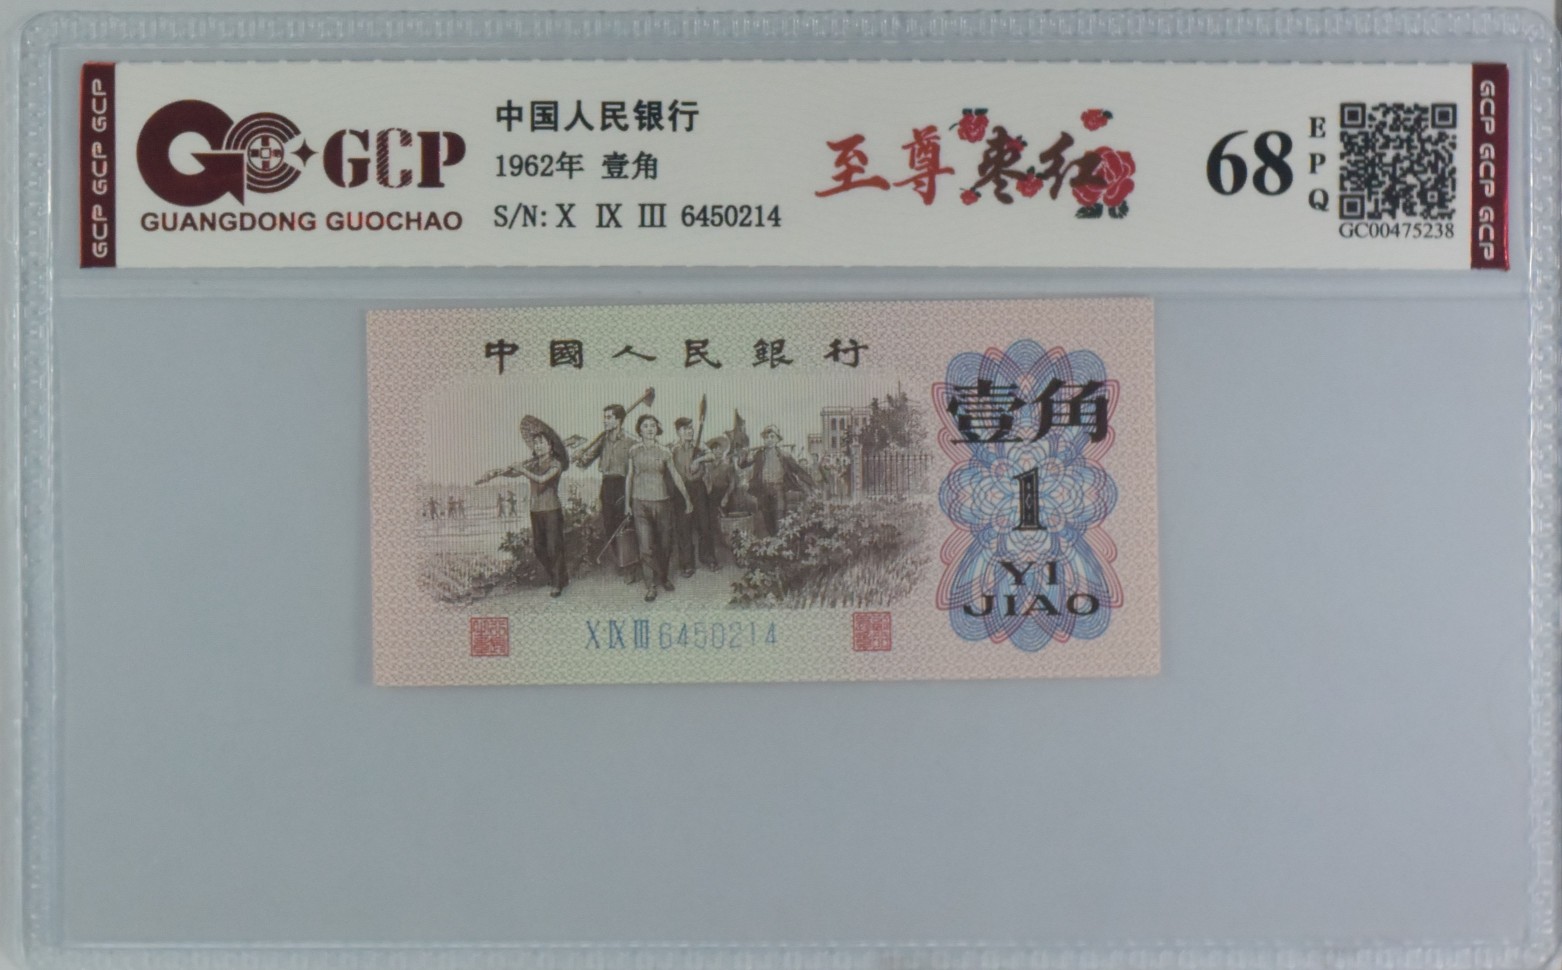 GCP GCP GCP
GCP
GUANGDONG GUOCHAO
中国人民银行
1962年 壹角
S/N: X IX III 6450214
至尊枣红
68
EPQ
GC00475238
GCP GCP GCP
中國人民銀行
壹角
1
YI
JIAO
X IX III 6450214